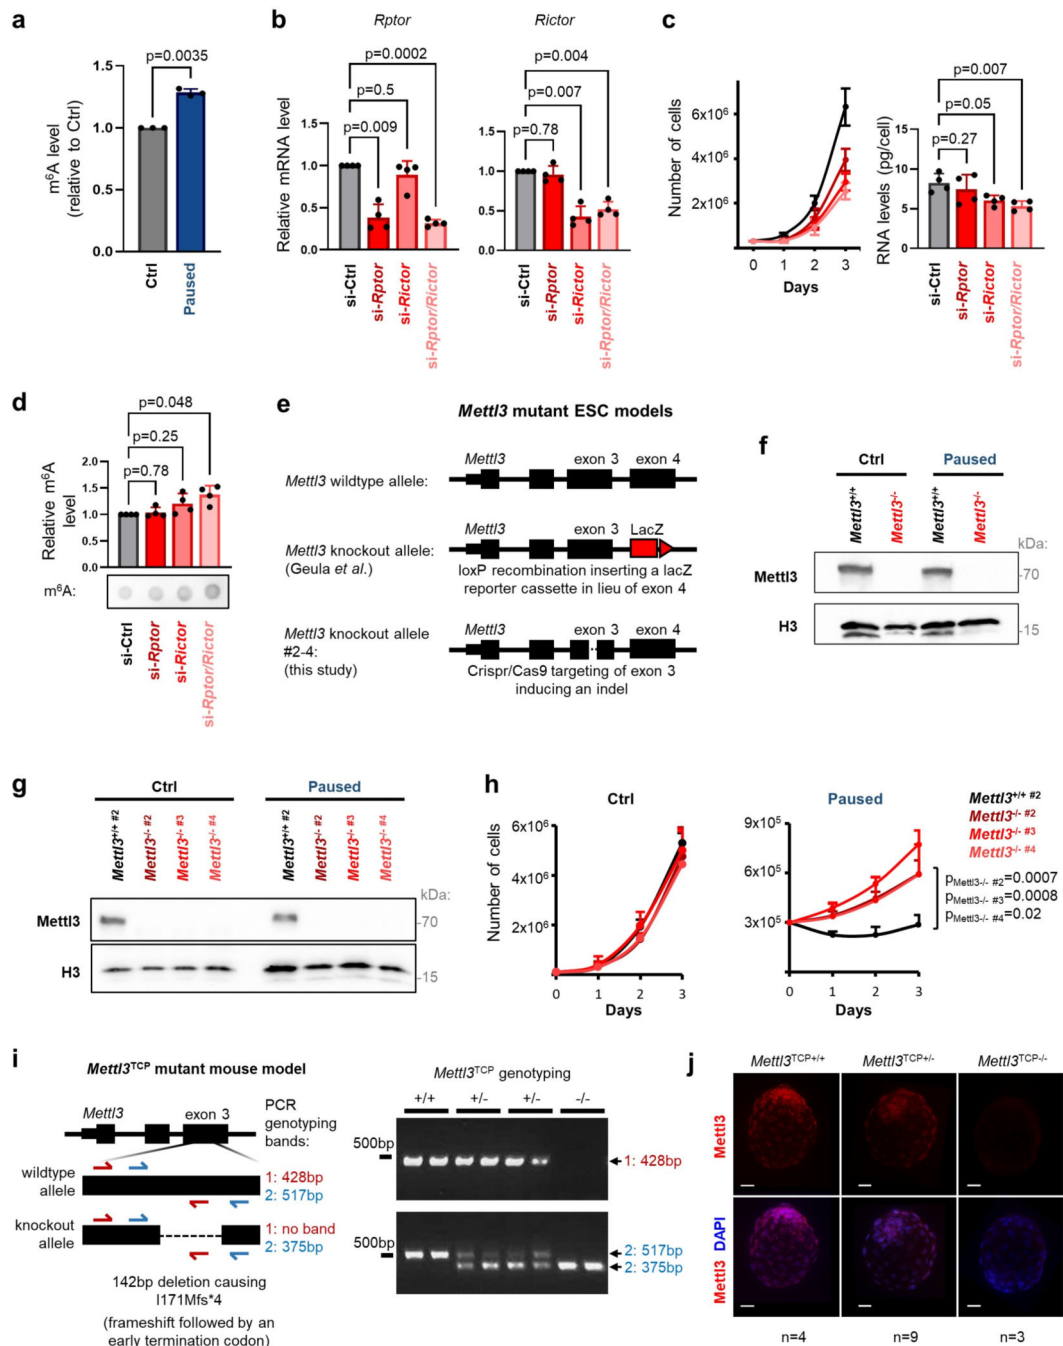 a
p=0.0035
m⁶A level
(relative to Ctrl)
1.5
1.0
0.5
0.0
Ctrl
Paused
b
Rptor
p=0.0002
p=0.5
p=0.009
Relative mRNA level
1.5
1.0
0.5
0.0
si-Ctrl
si-Rptor
si-Rictor
si-Rptor/Rictor
Rictor
p=0.004
p=0.007
p=0.78
1.5
1.0
0.5
0.0
si-Ctrl
si-Rptor
si-Rictor
si-Rptor/Rictor
c
Number of cells
6x10⁶
4x10⁶
2x10⁶
0 1 2 3
Days
p=0.007
p=0.05
p=0.27
RNA levels (pg/cell)
15
10
5
0
si-Ctrl
si-Rptor
si-Rictor
si-Rptor/Rictor
d
p=0.048
p=0.25
p=0.78
Relative m⁶A
level
2.0
1.5
1.0
0.5
0.0
m⁶A:
si-Ctrl
si-Rptor
si-Rictor
si-Rptor/Rictor
e
Mettl3 mutant ESC models
Mettl3 wildtype allele:
Mettl3 exon 3 exon 4
Mettl3 knockout allele:
(Geula et al.)
Mettl3 exon 3 LacZ
loxP recombination inserting a lacZ
reporter cassette in lieu of exon 4
Mettl3 knockout allele
#2-4:
(this study)
Mettl3 exon 3 exon 4
Crispr/Cas9 targeting of exon 3
inducing an indel
f
Ctrl Paused
Mettl3+/+
Mettl3-/-
Mettl3+/+
Mettl3-/-
kDa:
Mettl3
-70
H3
-15
g
Ctrl Paused
Mettl3+/+ #2
Mettl3-/- #2
Mettl3-/- #3
Mettl3-/- #4
Mettl3+/+ #2
Mettl3-/- #2
Mettl3-/- #3
Mettl3-/- #4
kDa:
Mettl3
-70
H3
-15
h
Ctrl
Number of cells
6x10⁶
4x10⁶
2x10⁶
0 1 2 3
Days
Paused
9x10⁵
6x10⁵
3x10⁵
0 1 2 3
Days
Mettl3+/+ #2
Mettl3-/- #2
Mettl3-/- #3
Mettl3-/- #4
pMettl3-/- #2=0.0007
pMettl3-/- #3=0.0008
pMettl3-/- #4=0.02
i
Mettl3TCP mutant mouse model
Mettl3 exon 3
PCR
genotyping
bands:
wildtype
allele
1: 428bp
2: 517bp
knockout
allele
1: no band
2: 375bp
142bp deletion causing
I171Mfs*4
(frameshift followed by an
early termination codon)
Mettl3TCP genotyping
+/+ +/- +/- -/-
500bp
1: 428bp
500bp
2: 517bp
2: 375bp
j
Mettl3TCP+/+ Mettl3TCP+/- Mettl3TCP-/-
Mettl3
Mettl3 DAPI
n=4 n=9 n=3